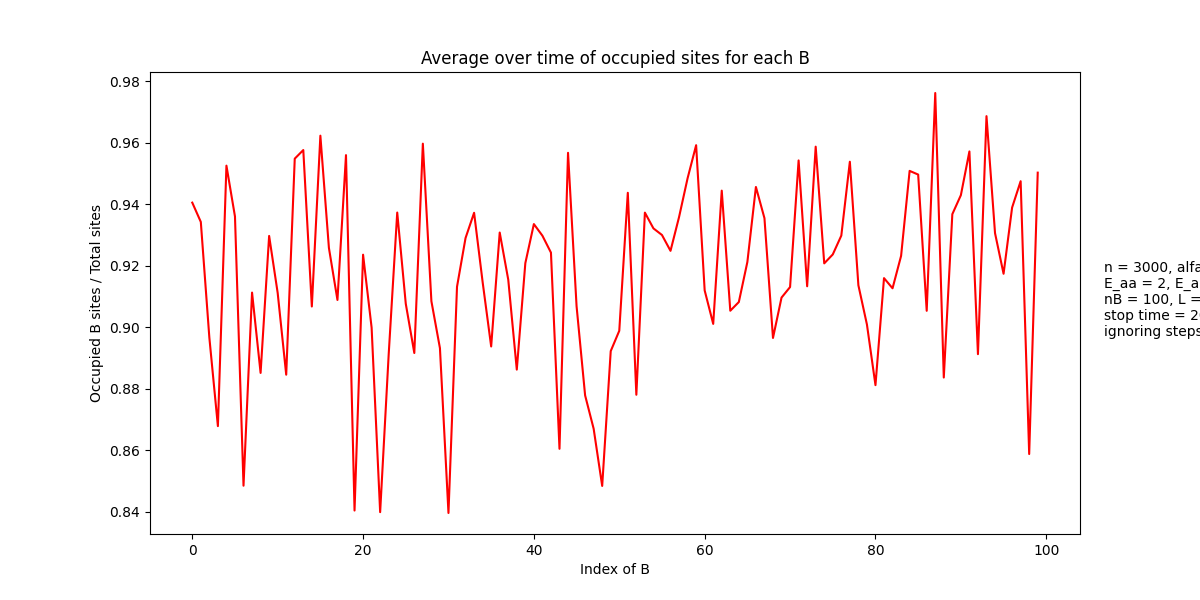 Average over time of occupied sites for each B
Occupied B sites / Total sites
0.98
0.96
0.94
0.92
0.90
0.88
0.86
0.84
0
20
40
60
80
100
Index of B
n = 3000, alfa
E_aa = 2, E_a
nB = 100, L =
stop time = 2
ignoring steps